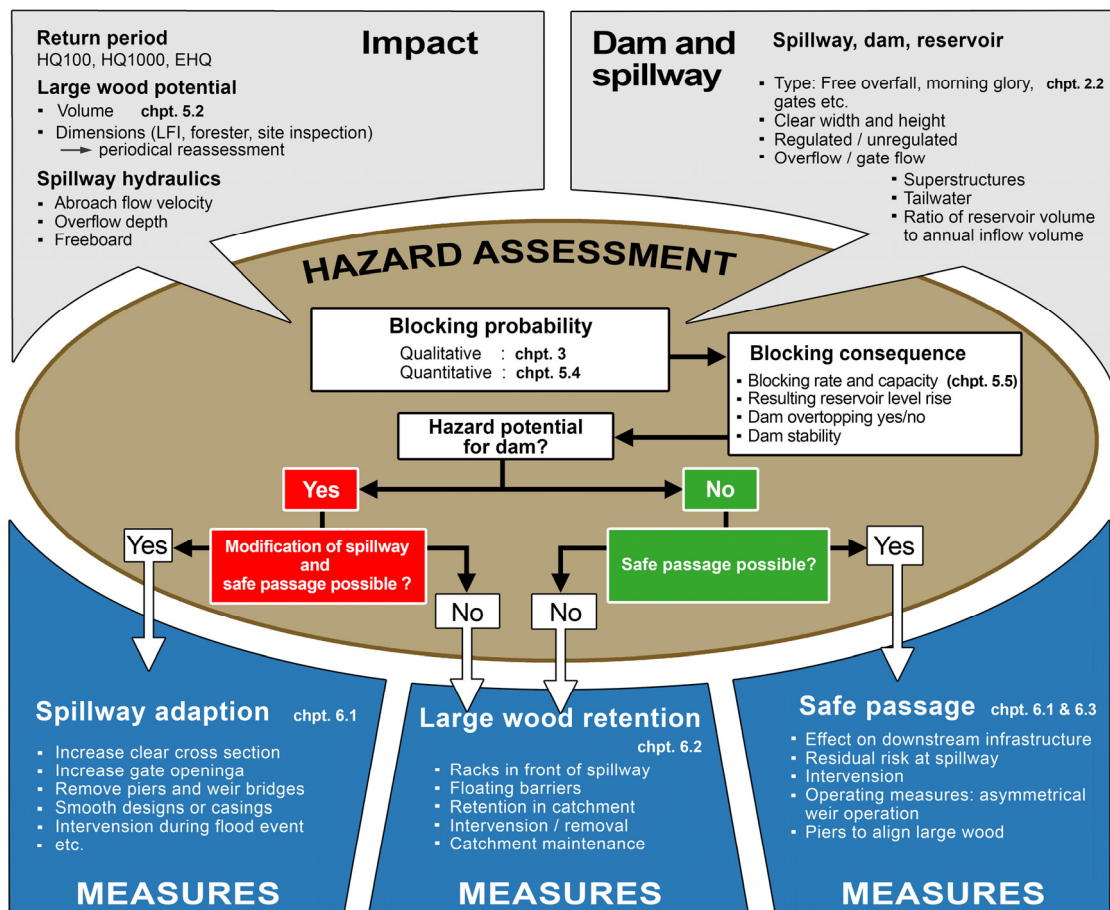 Impact
Return period
HQ100, HQ1000, EHQ
Large wood potential
▪ Volume chpt. 5.2
▪ Dimensions (LFI, forester, site inspection)
→ periodical reassessment
Spillway hydraulics
▪ Abroach flow velocity
▪ Overflow depth
▪ Freeboard
Dam and
spillway
Spillway, dam, reservoir
▪ Type: Free overfall, morning glory, chpt. 2.2
gates etc.
▪ Clear width and height
▪ Regulated / unregulated
▪ Overflow / gate flow
▪ Superstructures
▪ Tailwater
▪ Ratio of reservoir volume
to annual inflow volume
HAZARD ASSESSMENT
Blocking probability
Qualitative : chpt. 3
Quantitative : chpt. 5.4
Blocking consequence
▪ Blocking rate and capacity (chpt. 5.5)
▪ Resulting reservoir level rise
▪ Dam overtopping yes/no
▪ Dam stability
Hazard potential
for dam?
Yes
No
Yes
Modification of spillway
and
safe passage possible ?
No
No
Safe passage possible?
Yes
Spillway adaption chpt. 6.1
▪ Increase clear cross section
▪ Increase gate openinga
▪ Remove piers and weir bridges
▪ Smooth designs or casings
▪ Intervention during flood event
▪ etc.
MEASURES
Large wood retention
chpt. 6.2
▪ Racks in front of spillway
▪ Floating barriers
▪ Retention in catchment
▪ Intervention / removal
▪ Catchment maintenance
MEASURES
Safe passage chpt. 6.1 & 6.3
▪ Effect on downstream infrastructure
▪ Residual risk at spillway
▪ Intervention
▪ Operating measures: asymmetrical
weir operation
▪ Piers to align large wood
MEASURES